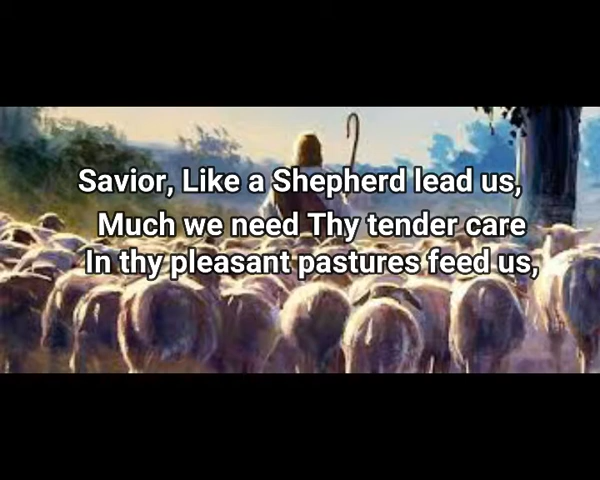 Savior, Like a Shepherd lead us,
Much we need Thy tender care
In thy pleasant pastures feed us,